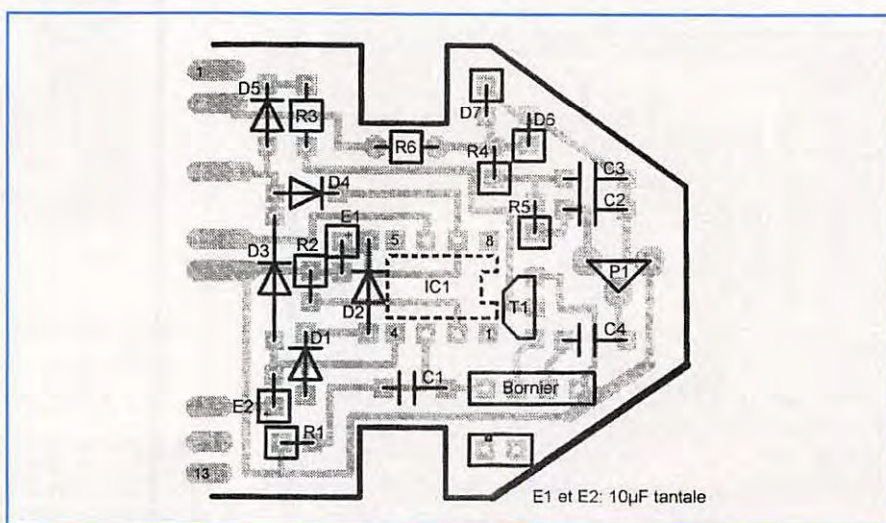 1
D5
R3
D7
D6
R6
R4
C3
D4
C2
R5
E1
+
5
8
D3
R2
P1
IC1
T1
D2
4
1
D1
C4
C1
Bornier
E2
+
R1
13
E1 et E2: 10µF tantale